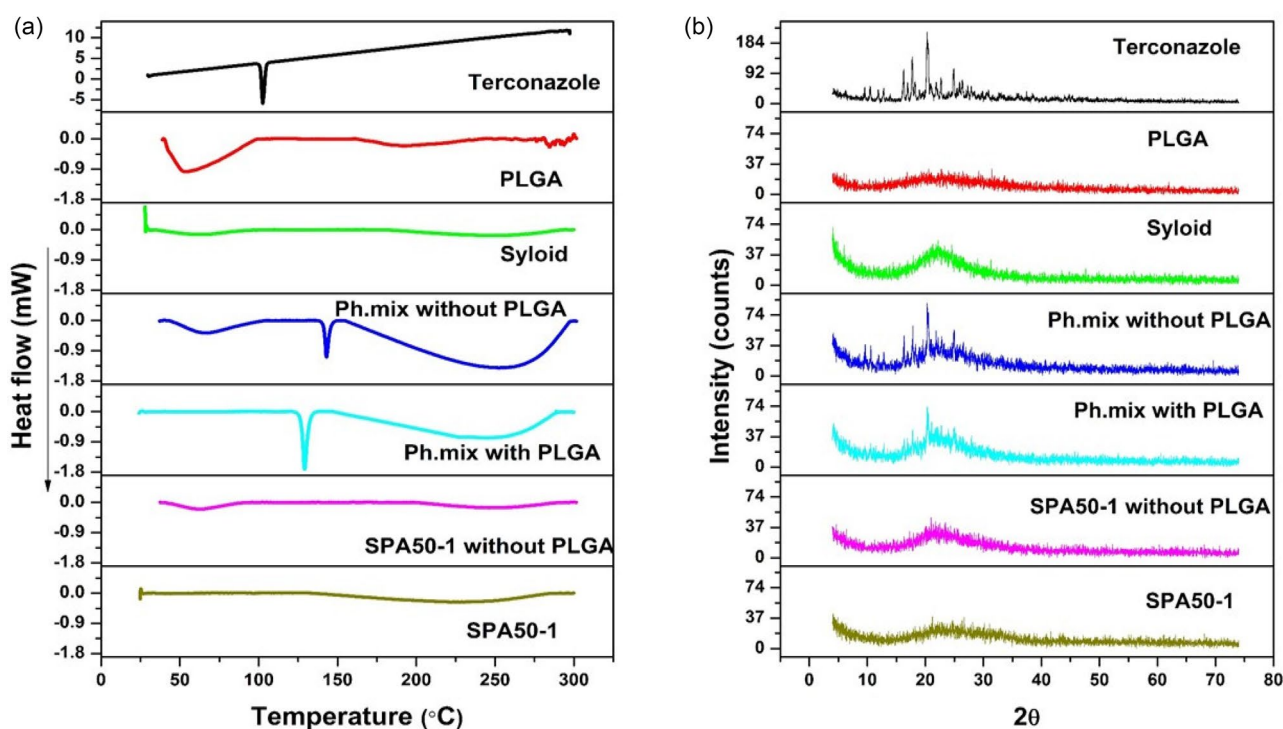 (a)
10
5
0
-5
Terconazole
0.0
-0.9
-1.8
PLGA
0.0
-0.9
-1.8
Syloid
0.0
-0.9
-1.8
Ph.mix without PLGA
0.0
-0.9
-1.8
Ph.mix with PLGA
0.0
-0.9
-1.8
SPA50-1 without PLGA
0.0
-0.9
-1.8
SPA50-1
0 50 100 150 200 250 300
Temperature (°C)
Heat flow (mW)
(b)
184
92
0
Terconazole
74
37
0
PLGA
74
37
0
Syloid
74
37
0
Ph.mix without PLGA
74
37
0
Ph.mix with PLGA
74
37
0
SPA50-1 without PLGA
74
37
0
SPA50-1
0 10 20 30 40 50 60 70 80
2θ
Intensity (counts)